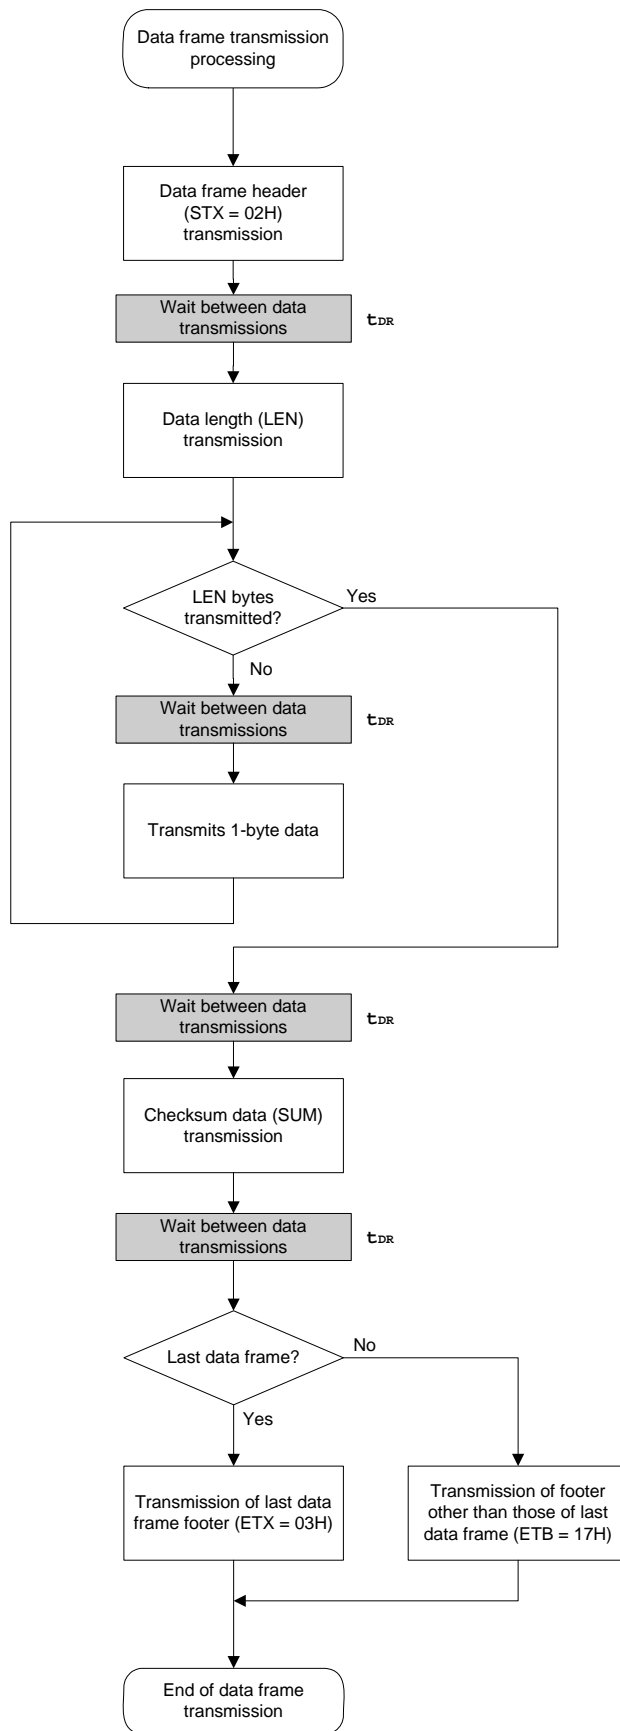 Data frame transmission
processing
Data frame header
(STX = 02H)
transmission
Wait between data
transmissions
tDR
Data length (LEN)
transmission
LEN bytes
transmitted?
Yes
No
Wait between data
transmissions
tDR
Transmits 1-byte data
Wait between data
transmissions
tDR
Checksum data (SUM)
transmission
Wait between data
transmissions
tDR
Last data frame?
No
Yes
Transmission of last data
frame footer (ETX = 03H)
Transmission of footer
other than those of last
data frame (ETB = 17H)
End of data frame
transmission